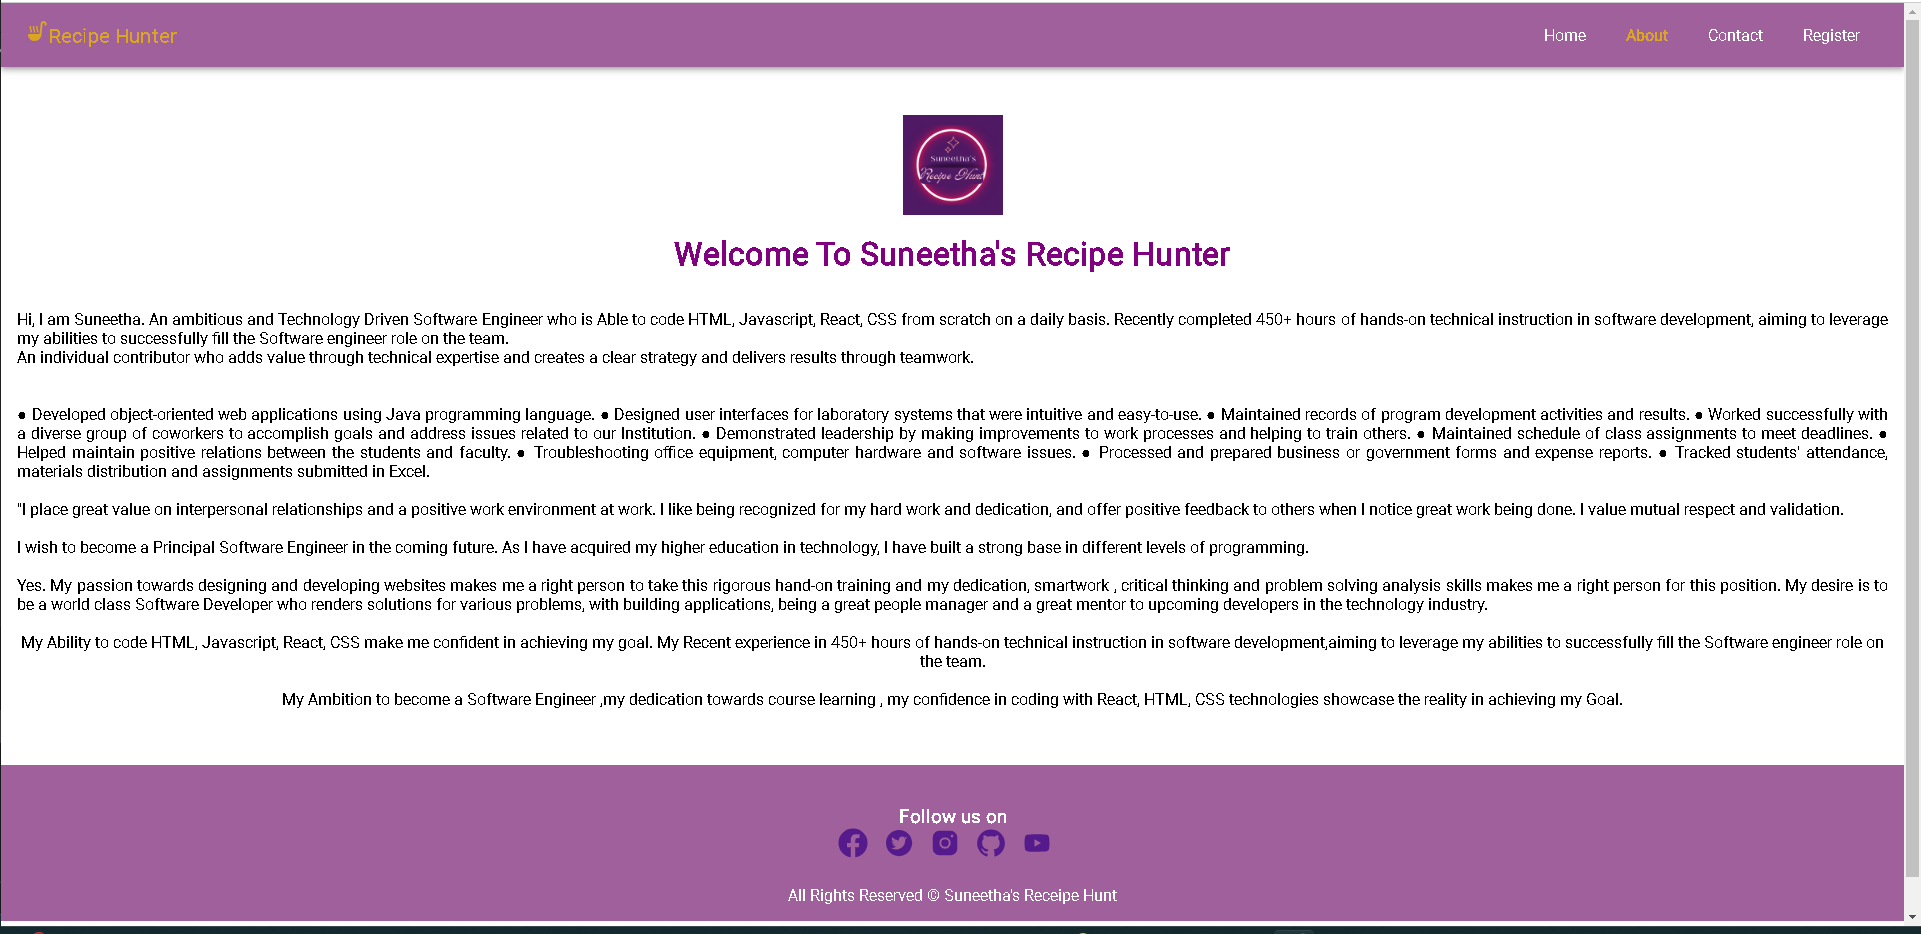 Recipe Hunter
Home About Contact Register
Suneetha's
Recipe Hunt
Welcome To Suneetha's Recipe Hunter
Hi, I am Suneetha. An ambitious and Technology Driven Software Engineer who is Able to code HTML, Javascript, React, CSS from scratch on a daily basis. Recently completed 450+ hours of hands-on technical instruction in software development, aiming to leverage
my abilities to successfully fill the Software engineer role on the team.
An individual contributor who adds value through technical expertise and creates a clear strategy and delivers results through teamwork.
● Developed object-oriented web applications using Java programming language. ● Designed user interfaces for laboratory systems that were intuitive and easy-to-use. ● Maintained records of program development activities and results. ● Worked successfully with
a diverse group of coworkers to accomplish goals and address issues related to our Institution. ● Demonstrated leadership by making improvements to work processes and helping to train others. ● Maintained schedule of class assignments to meet deadlines. ●
Helped maintain positive relations between the students and faculty. ● Troubleshooting office equipment, computer hardware and software issues. ● Processed and prepared business or government forms and expense reports. ● Tracked students' attendance,
materials distribution and assignments submitted in Excel.
"I place great value on interpersonal relationships and a positive work environment at work. I like being recognized for my hard work and dedication, and offer positive feedback to others when I notice great work being done. I value mutual respect and validation.
I wish to become a Principal Software Engineer in the coming future. As I have acquired my higher education in technology, I have built a strong base in different levels of programming.
Yes. My passion towards designing and developing websites makes me a right person to take this rigorous hand-on training and my dedication, smartwork , critical thinking and problem solving analysis skills makes me a right person for this position. My desire is to
be a world class Software Developer who renders solutions for various problems, with building applications, being a great people manager and a great mentor to upcoming developers in the technology industry.
My Ability to code HTML, Javascript, React, CSS make me confident in achieving my goal. My Recent experience in 450+ hours of hands-on technical instruction in software development,aiming to leverage my abilities to successfully fill the Software engineer role on
the team.
My Ambition to become a Software Engineer ,my dedication towards course learning , my confidence in coding with React, HTML, CSS technologies showcase the reality in achieving my Goal.
Follow us on
All Rights Reserved © Suneetha's Receipe Hunt